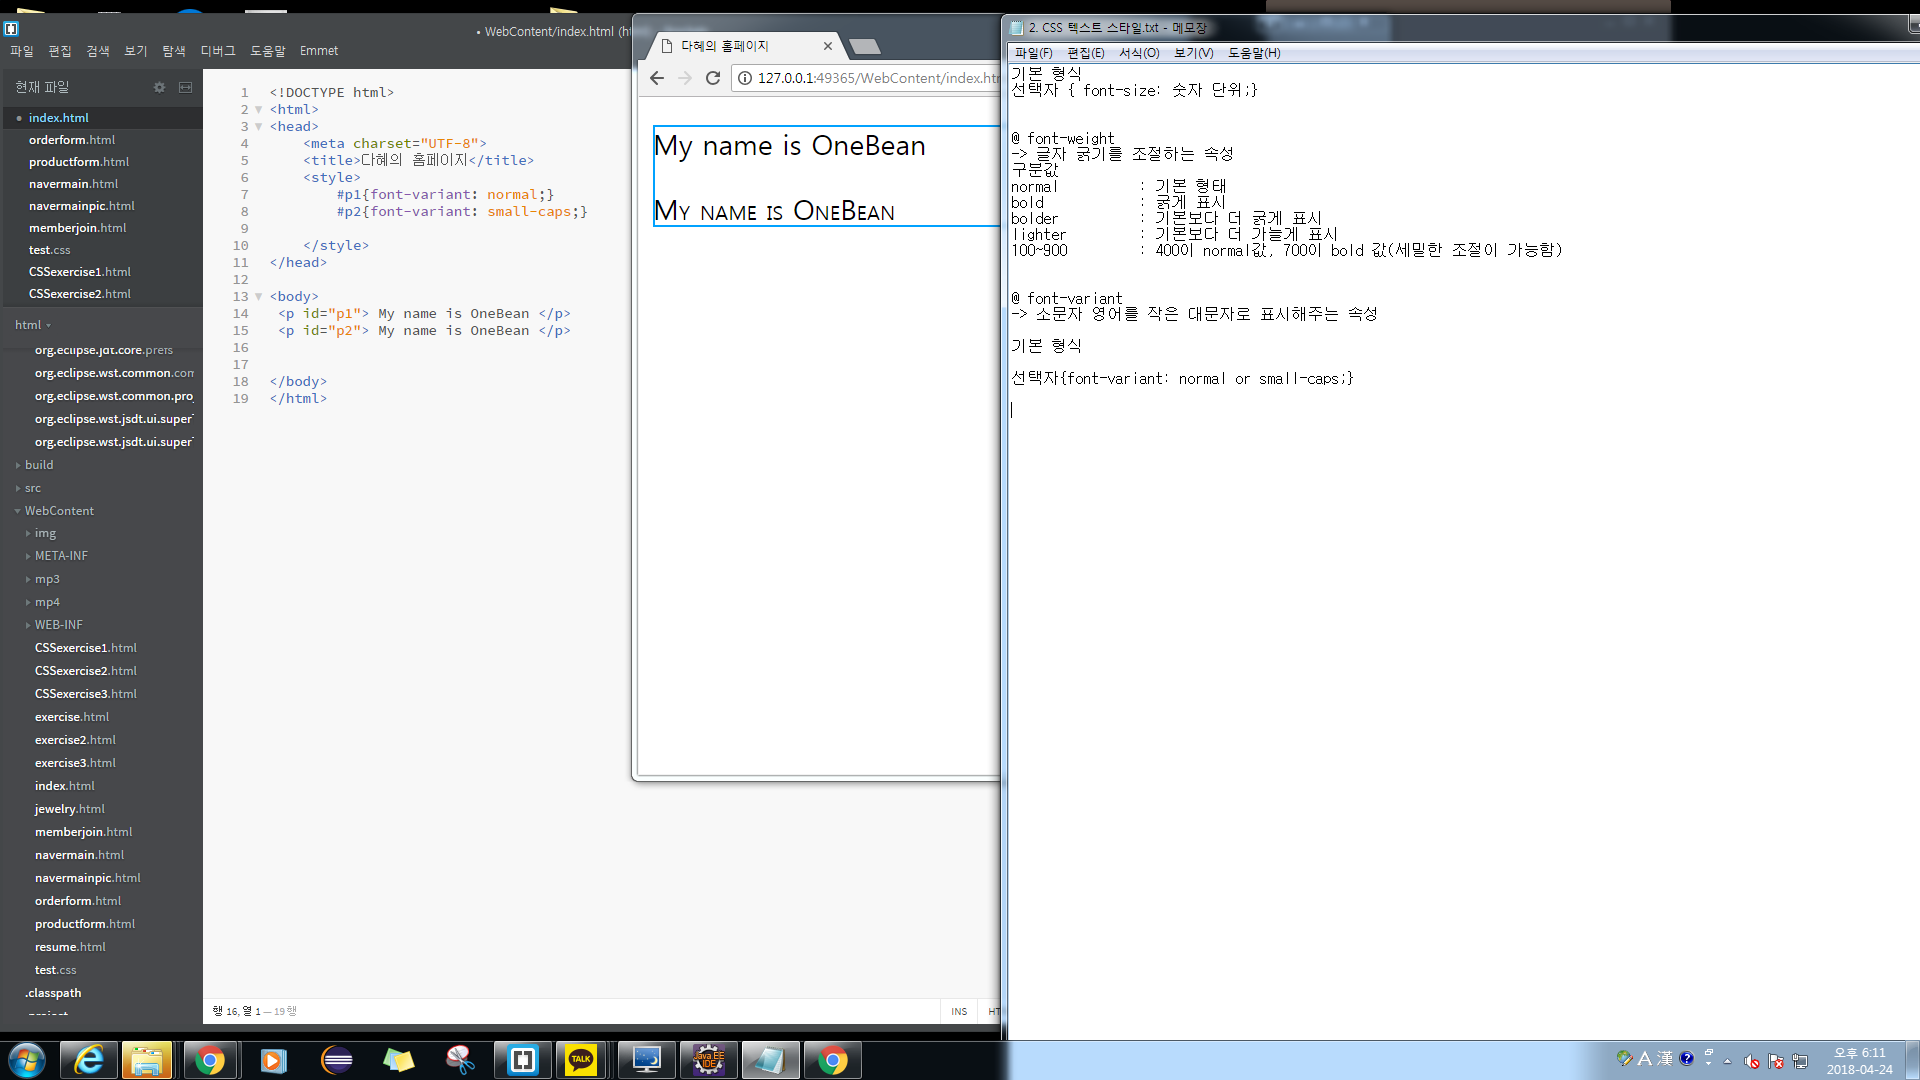 • WebContent/index.html (h
파일 편집 검색 보기 탐색 디버그 도움말 Emmet
현재 파일
index.html
orderform.html
productform.html
navermain.html
navermainpic.html
memberjoin.html
test.css
CSSexercise1.html
CSSexercise2.html
html
org.eclipse.jdt.core.prefs
org.eclipse.wst.common.com
org.eclipse.wst.common.pro
org.eclipse.wst.jsdt.ui.super
org.eclipse.wst.jsdt.ui.super
build
src
WebContent
img
META-INF
mp3
mp4
WEB-INF
CSSexercise1.html
CSSexercise2.html
CSSexercise3.html
exercise.html
exercise2.html
exercise3.html
index.html
jewelry.html
memberjoin.html
navermain.html
navermainpic.html
orderform.html
productform.html
resume.html
test.css
.classpath
.project
1 <!DOCTYPE html>
2 <html>
3 <head>
4 <meta charset="UTF-8">
5 <title>다혜의 홈페이지</title>
6 <style>
7 #p1{font-variant: normal;}
8 #p2{font-variant: small-caps;}
9
10 </style>
11 </head>
12
13 <body>
14 <p id="p1"> My name is OneBean </p>
15 <p id="p2"> My name is OneBean </p>
16
17
18 </body>
19 </html>
행 16, 열 1 — 19 행
INS
HT
다혜의 홈페이지
127.0.0.1:49365/WebContent/index.htm
My name is OneBean
My name is OneBean
2. CSS 텍스트 스타일.txt - 메모장
파일(F) 편집(E) 서식(O) 보기(V) 도움말(H)
기본 형식
선택자 { font-size: 숫자 단위;}
@ font-weight
-> 글자 굵기를 조절하는 속성
구분값
normal : 기본 형태
bold : 굵게 표시
bolder : 기본보다 더 굵게 표시
lighter : 기본보다 더 가늘게 표시
100~900 : 400이 normal값, 700이 bold 값(세밀한 조절이 가능함)
@ font-variant
-> 소문자 영어를 작은 대문자로 표시해주는 속성
기본 형식
선택자{font-variant: normal or small-caps;}
TALK
Java EE
IDE
A 漢
오후 6:11
2018-04-24